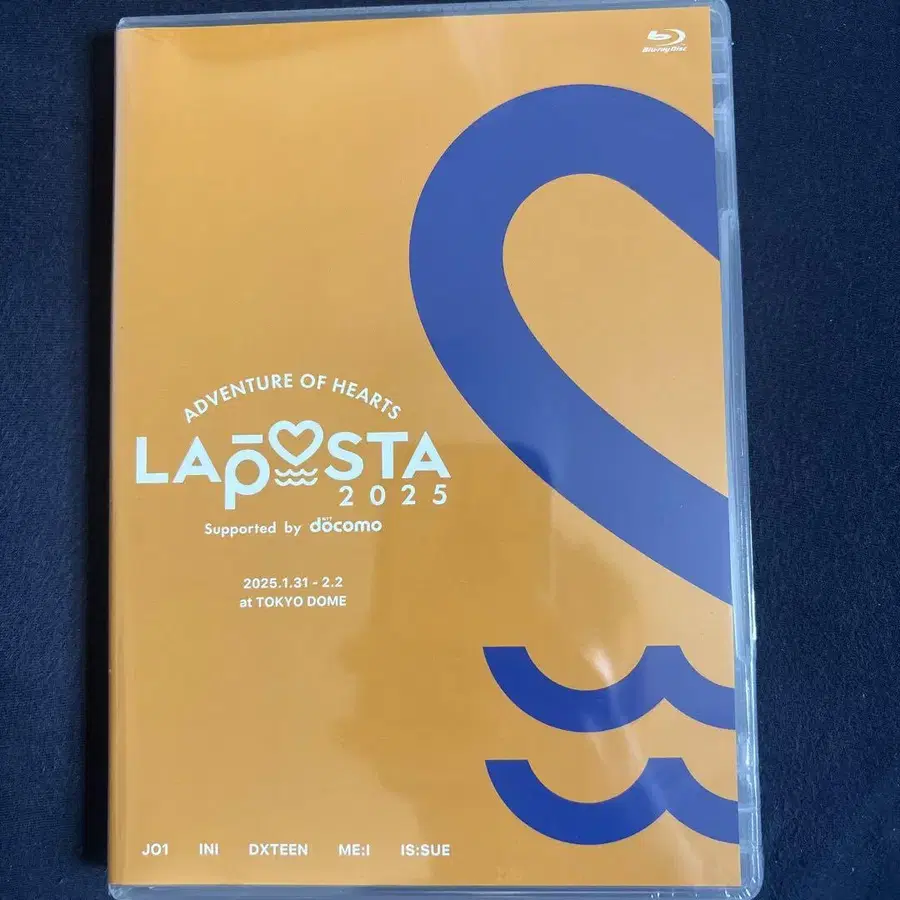 Blu-ray Disc
ADVENTURE OF HEARTS
LAPOSTA
2025
Supported by döcomo
2025.1.31 - 2.2
at TOKYO DOME
JO1 INI DXTEEN ME:I IS:SUE